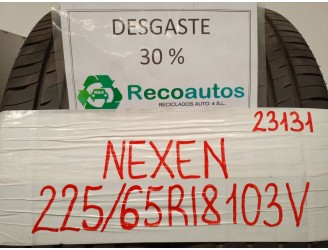 DESGASTE
30 %
Recoautos
RECICLADOS AUTO 4 S.L.
23131
NEXEN
225/65R18103V